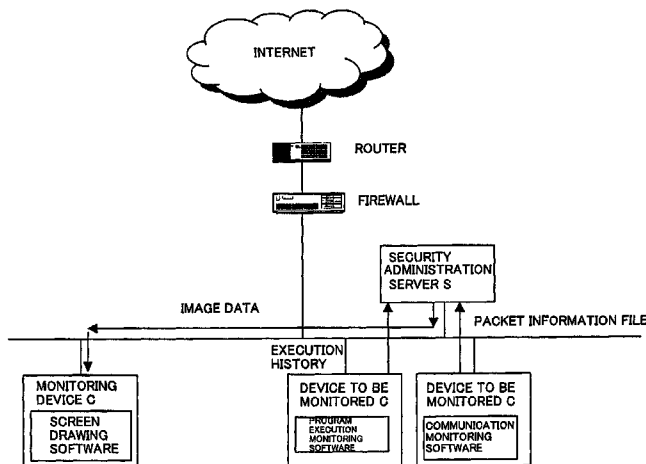 INTERNET
ROUTER
FIREWALL
SECURITY
ADMINISTRATION
SERVER S
IMAGE DATA
PACKET INFORMATION FILE
EXECUTION
HISTORY
MONITORING
DEVICE C
SCREEN
DRAWING
SOFTWARE
DEVICE TO BE
MONITORED C
PROGRAM
EXECUTION
MONITORING
SOFTWARE
DEVICE TO BE
MONITORED C
COMMUNICATION
MONITORING
SOFTWARE